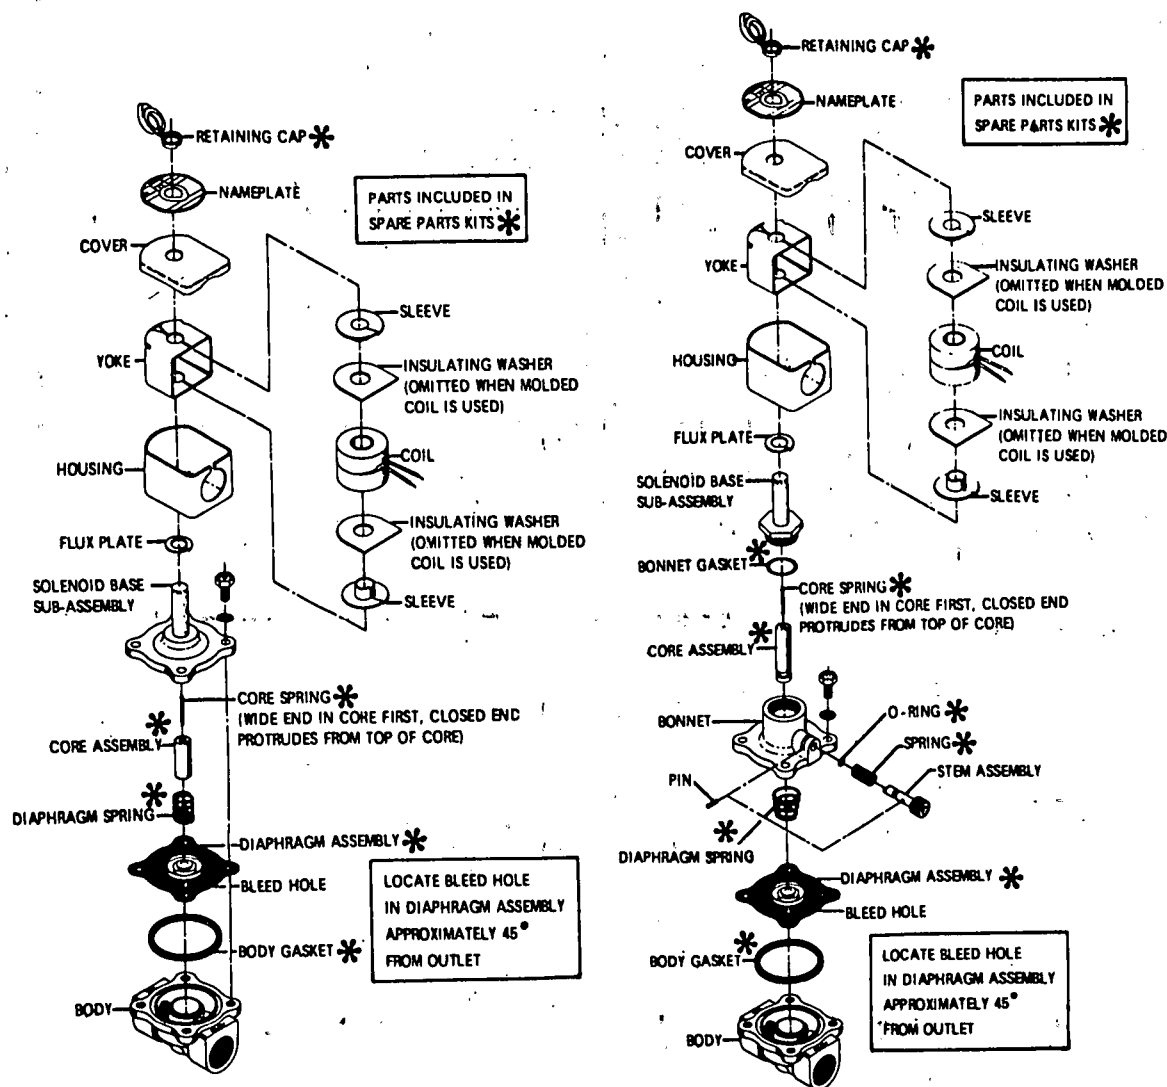 RETAINING CAP *
NAMEPLATE
PARTS INCLUDED IN
SPARE PARTS KITS *
COVER
SLEEVE
YOKE
INSULATING WASHER
(OMITTED WHEN MOLDED
COIL IS USED)
HOUSING
COIL
INSULATING WASHER
(OMITTED WHEN MOLDED
COIL IS USED)
FLUX PLATE
SOLENOID BASE
SUB-ASSEMBLY
SLEEVE
CORE SPRING *
(WIDE END IN CORE FIRST, CLOSED END
PROTRUDES FROM TOP OF CORE)
*
CORE ASSEMBLY
*
DIAPHRAGM SPRING
DIAPHRAGM ASSEMBLY *
BLEED HOLE
LOCATE BLEED HOLE
IN DIAPHRAGM ASSEMBLY
APPROXIMATELY 45°
FROM OUTLET
BODY GASKET *
BODY
RETAINING CAP *
NAMEPLATE
PARTS INCLUDED IN
SPARE PARTS KITS *
COVER
SLEEVE
YOKE
INSULATING WASHER
(OMITTED WHEN MOLDED
COIL IS USED)
HOUSING
COIL
INSULATING WASHER
(OMITTED WHEN MOLDED
COIL IS USED)
FLUX PLATE
SOLENOID BASE
SUB-ASSEMBLY
SLEEVE
*
BONNET GASKET
CORE SPRING *
(WIDE END IN CORE FIRST, CLOSED END
PROTRUDES FROM TOP OF CORE)
*
CORE ASSEMBLY
BONNET
O-RING *
SPRING *
STEM ASSEMBLY
PIN
*
DIAPHRAGM SPRING
DIAPHRAGM ASSEMBLY *
BLEED HOLE
*
BODY GASKET
LOCATE BLEED HOLE
IN DIAPHRAGM ASSEMBLY
APPROXIMATELY 45°
FROM OUTLET
BODY